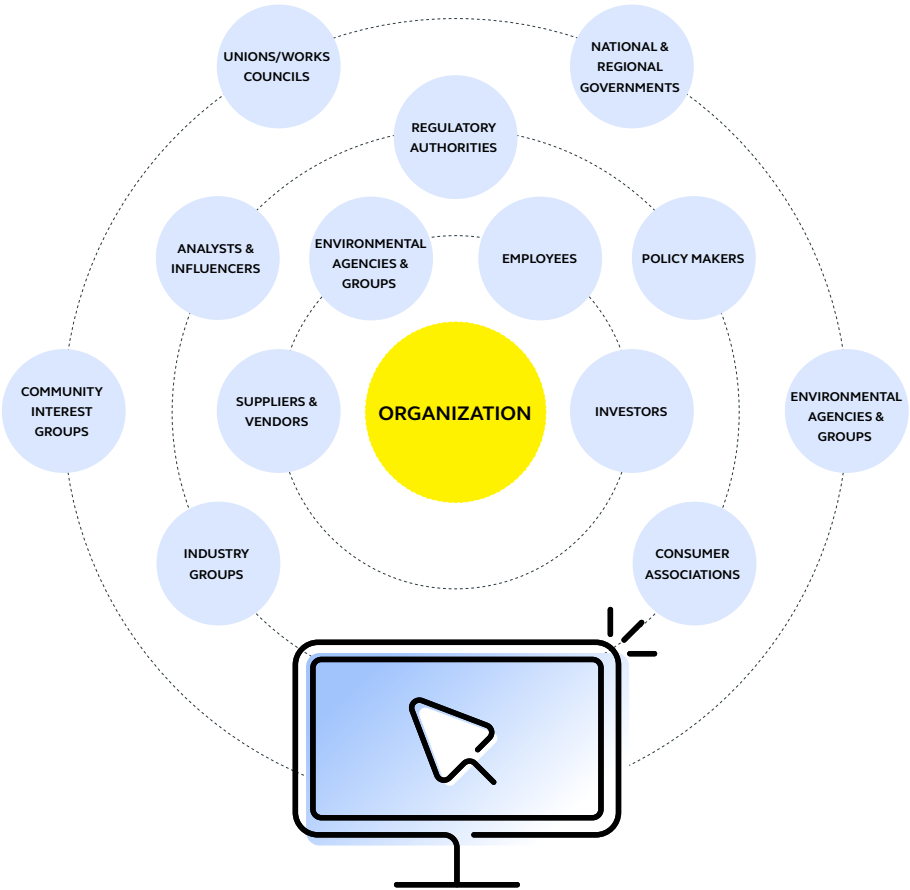 UNIONS/WORKS
COUNCILS
NATIONAL &
REGIONAL
GOVERNMENTS
REGULATORY
AUTHORITIES
ANALYSTS &
INFLUENCERS
ENVIRONMENTAL
AGENCIES &
GROUPS
EMPLOYEES
POLICY MAKERS
COMMUNITY
INTEREST
GROUPS
SUPPLIERS &
VENDORS
ORGANIZATION
INVESTORS
ENVIRONMENTAL
AGENCIES &
GROUPS
INDUSTRY
GROUPS
CONSUMER
ASSOCIATIONS